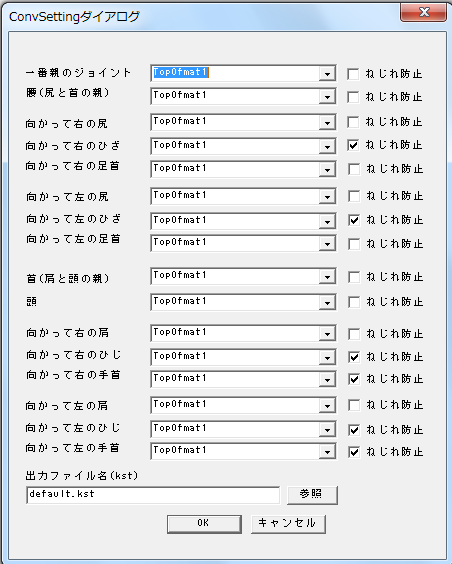 ConvSettingダイアログ
一番親のジョイント TopOfmat1 ねじれ防止
腰(尻と首の親) TopOfmat1 ねじれ防止
向かって右の尻 TopOfmat1 ねじれ防止
向かって右のひざ TopOfmat1 ねじれ防止
向かって右の足首 TopOfmat1 ねじれ防止
向かって左の尻 TopOfmat1 ねじれ防止
向かって左のひざ TopOfmat1 ねじれ防止
向かって左の足首 TopOfmat1 ねじれ防止
首(肩と頭の親) TopOfmat1 ねじれ防止
頭 TopOfmat1 ねじれ防止
向かって右の肩 TopOfmat1 ねじれ防止
向かって右のひじ TopOfmat1 ねじれ防止
向かって右の手首 TopOfmat1 ねじれ防止
向かって左の肩 TopOfmat1 ねじれ防止
向かって左のひじ TopOfmat1 ねじれ防止
向かって左の手首 TopOfmat1 ねじれ防止
出力ファイル名(kst)
default.kst 参照
OK キャンセル